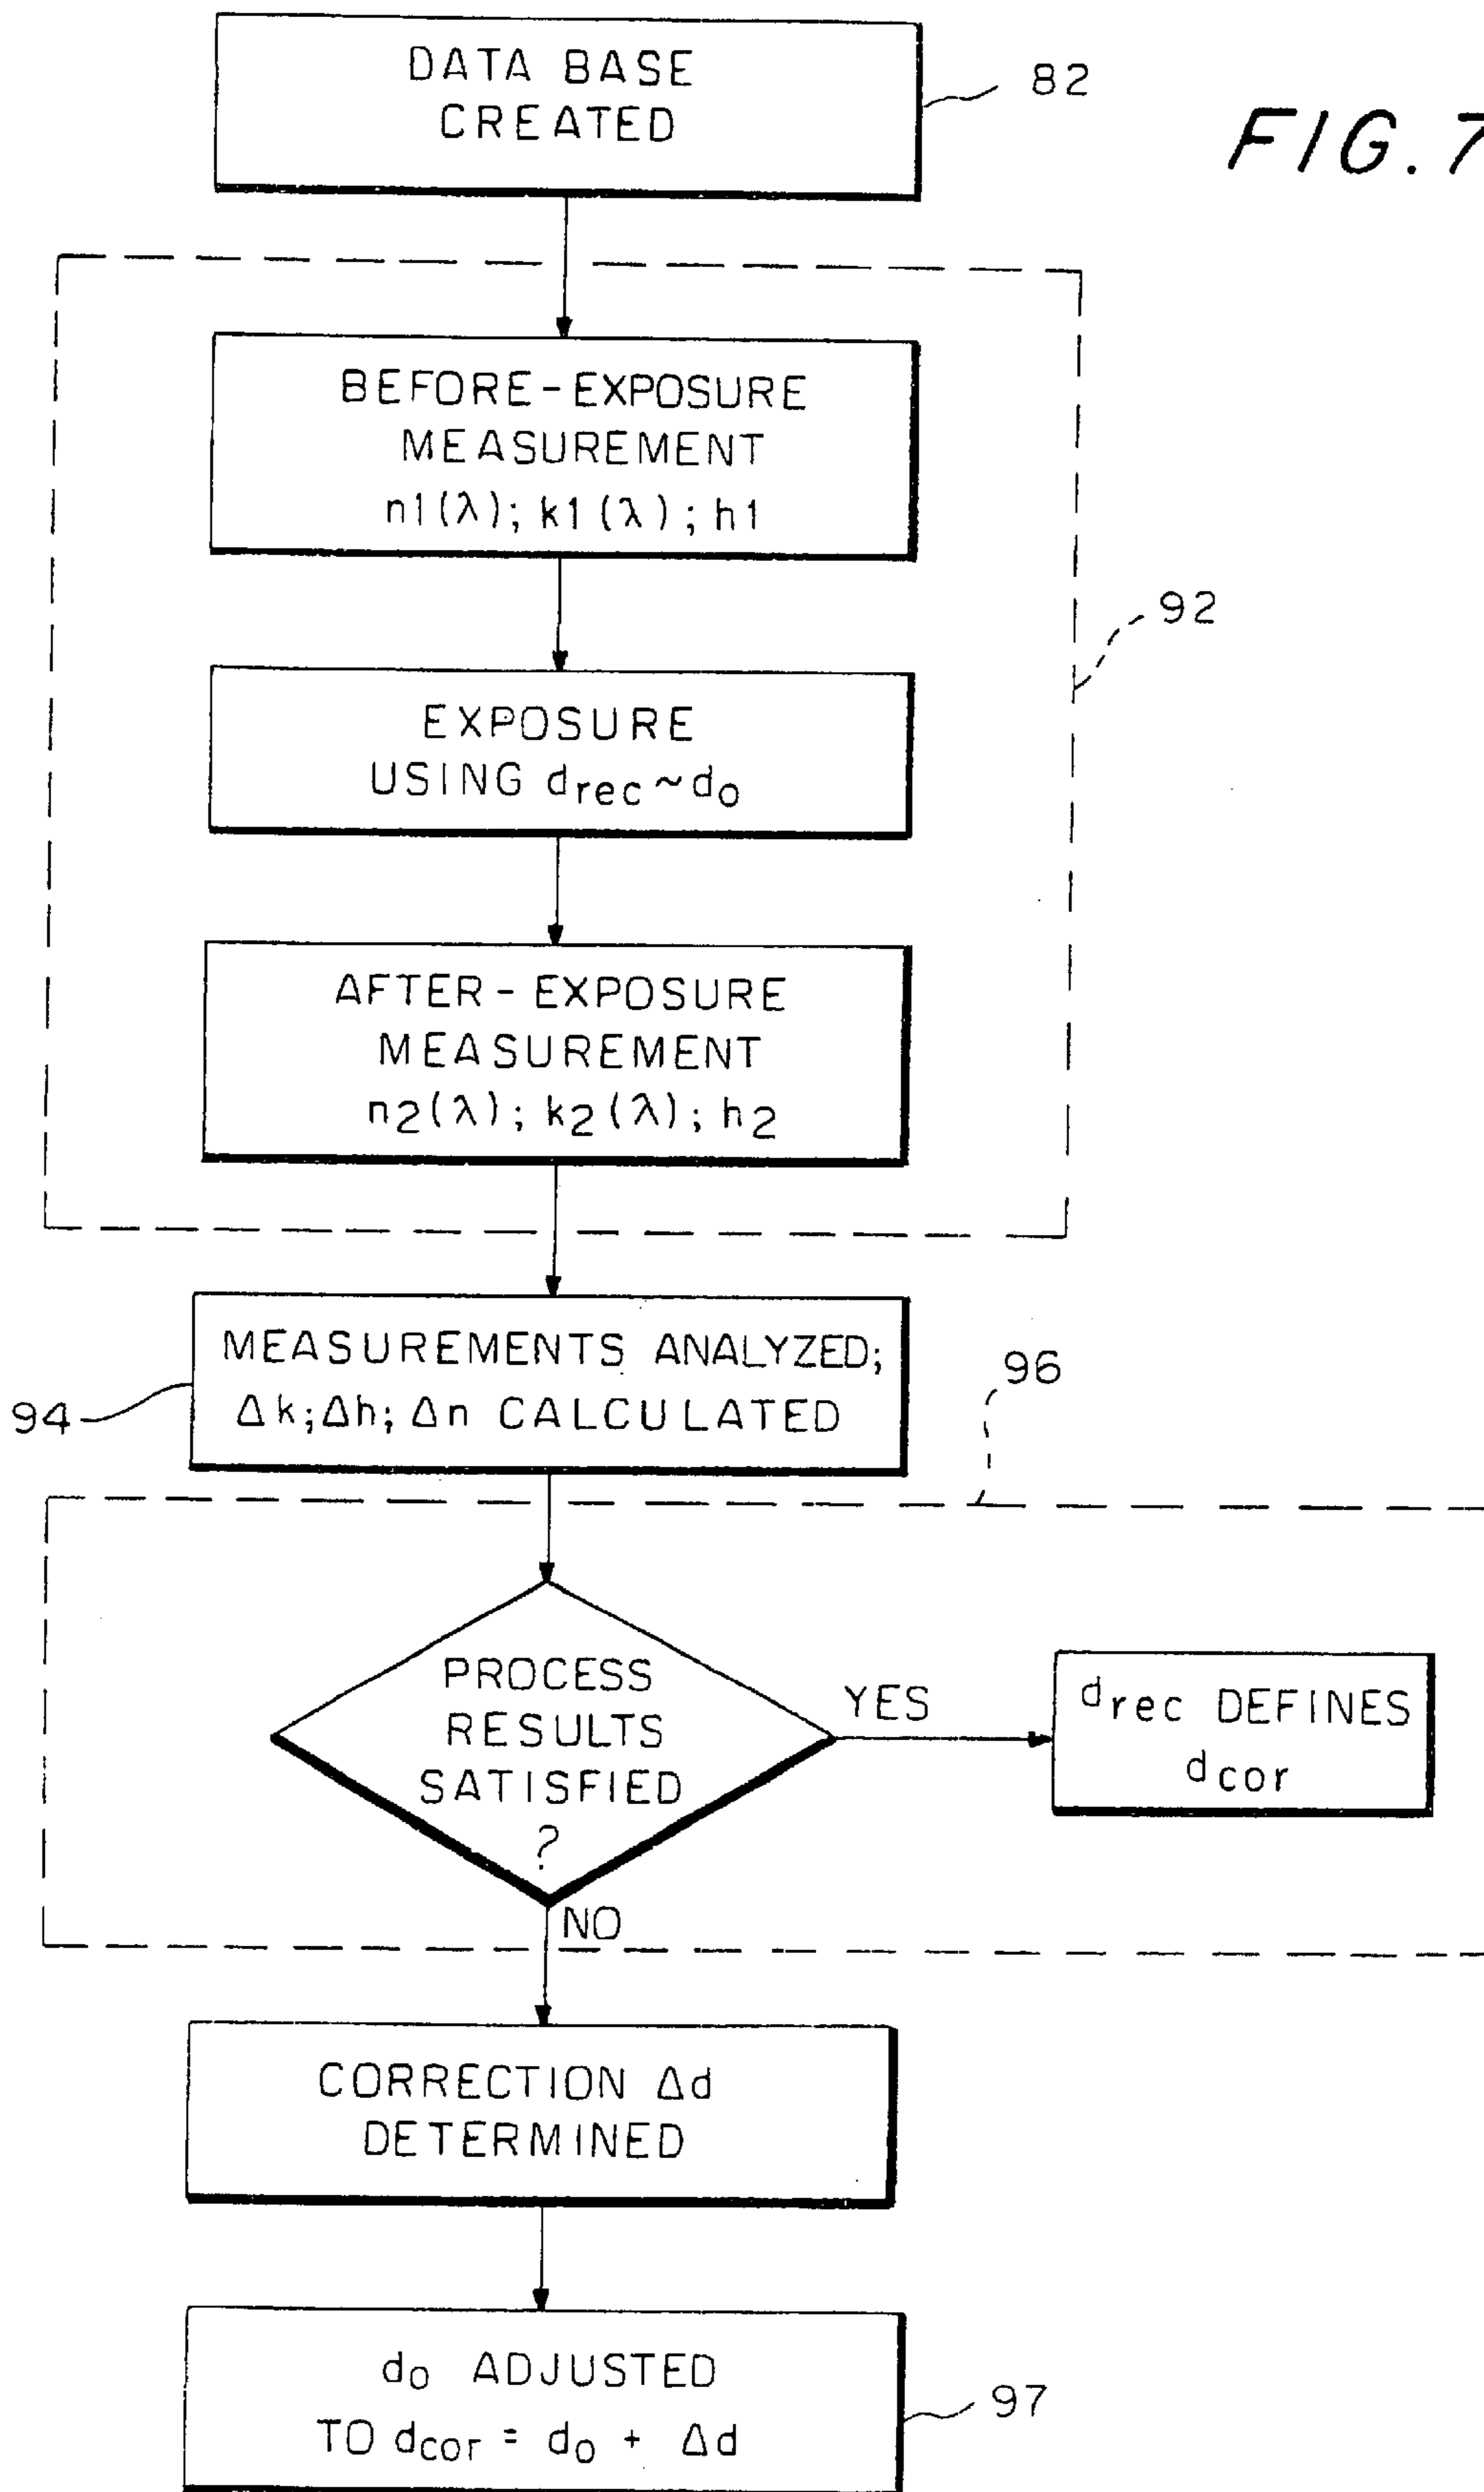 DATA BASE
CREATED
82
FIG. 7
BEFORE-EXPOSURE
MEASUREMENT
n1(λ); k1(λ); h1
92
EXPOSURE
USING drec ~ do
AFTER-EXPOSURE
MEASUREMENT
n2(λ); k2(λ); h2
MEASUREMENTS ANALYZED;
Δk; Δh; Δn CALCULATED
94
96
PROCESS
RESULTS
SATISFIED
?
YES
drec DEFINES
dcor
NO
CORRECTION Δd
DETERMINED
do ADJUSTED
TO dcor = do + Δd
97